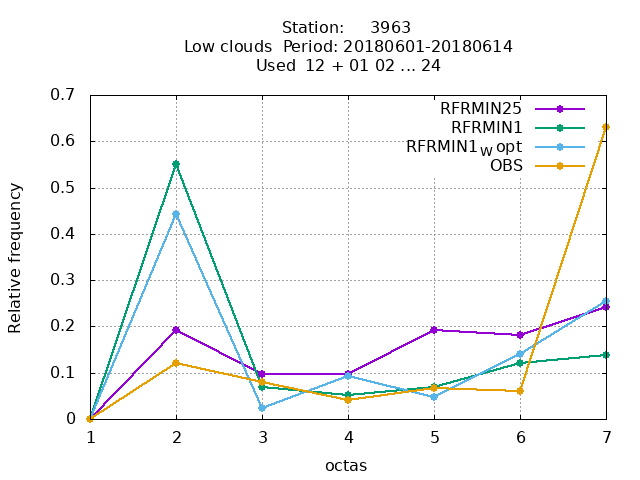 Station: 3963
Low clouds Period: 20180601-20180614
Used 12 + 01 02 ... 24
Relative frequency
0.7
0.6
0.5
0.4
0.3
0.2
0.1
0
RFRMIN25
RFRMIN1
RFRMIN1W opt
OBS
1 2 3 4 5 6 7
octas